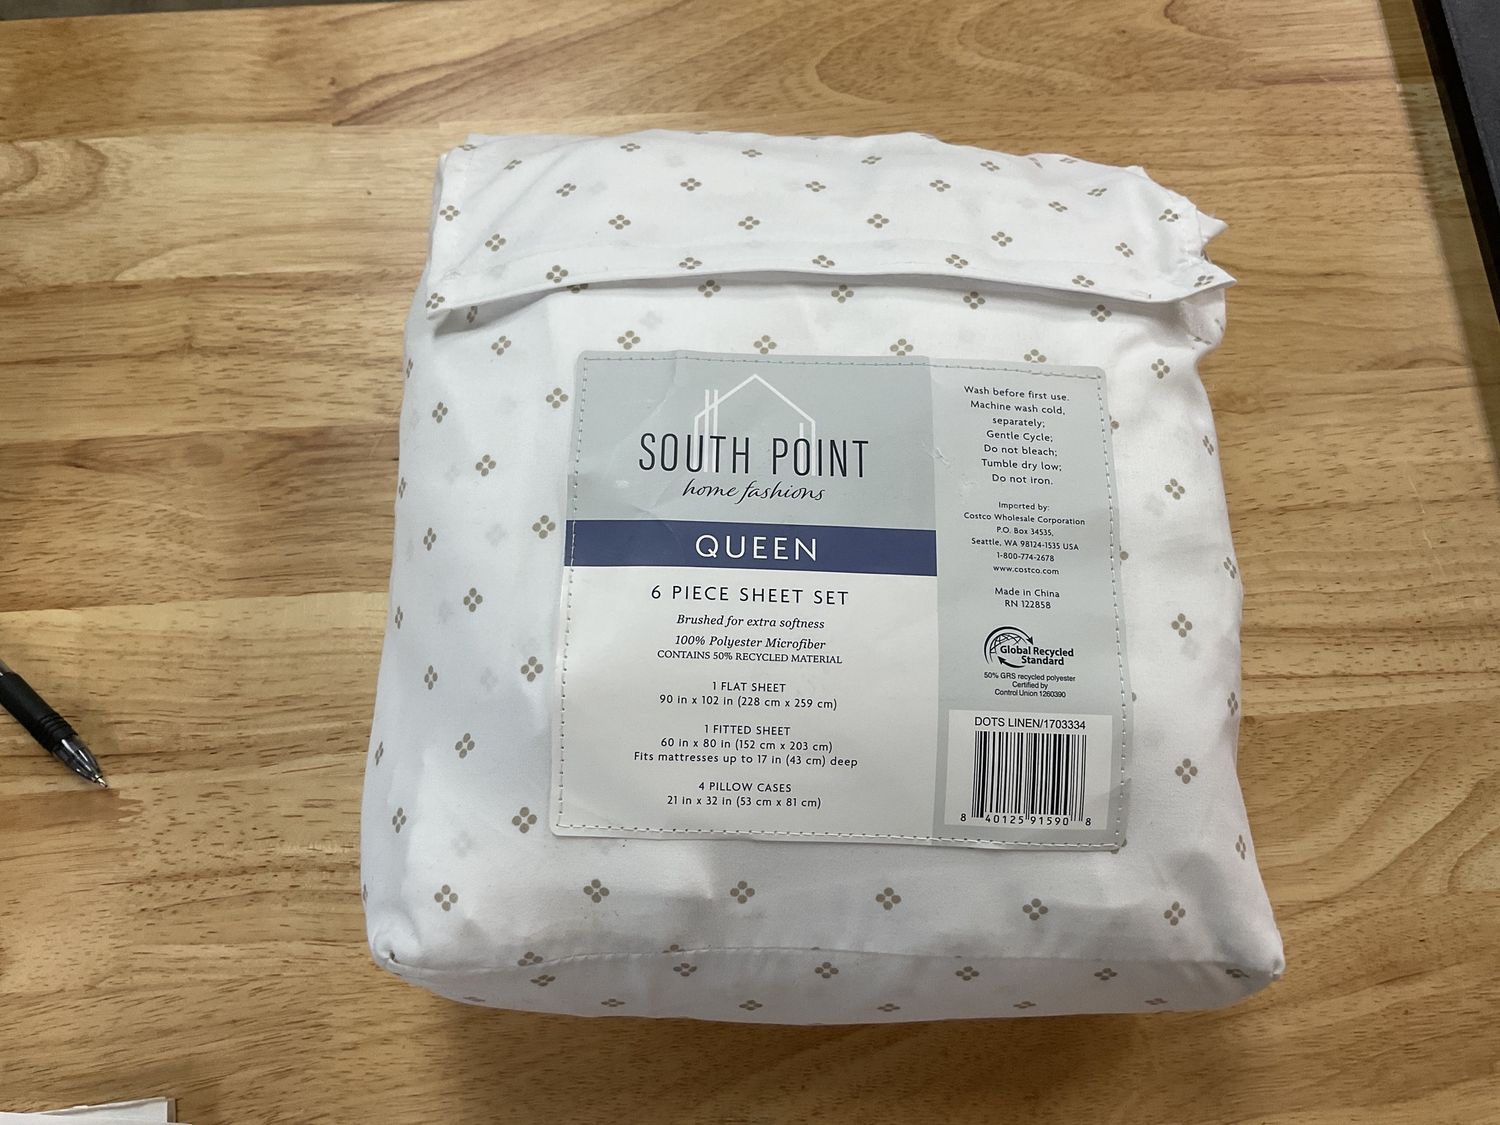 SOUTH POINT
home fashions
QUEEN
6 PIECE SHEET SET
Brushed for extra softness
100% Polyester Microfiber
CONTAINS 50% RECYCLED MATERIAL
1 FLAT SHEET
90 in x 102 in (228 cm x 259 cm)
1 FITTED SHEET
60 in x 80 in (152 cm x 203 cm)
Fits mattresses up to 17 in (43 cm) deep
4 PILLOW CASES
21 in x 32 in (53 cm x 81 cm)
Wash before first use.
Machine wash cold,
separately;
Gentle Cycle;
Do not bleach;
Tumble dry low;
Do not iron.
Imported by:
Costco Wholesale Corporation
P.O. Box 34535,
Seattle, WA 98124-1535 USA
1-800-774-2678
www.costco.com
Made in China
RN 122858
Global Recycled
Standard
50% GRS recycled polyester
Certified by
Control Union 1260390
DOTS LINEN/1703334
8 40125 91590 8